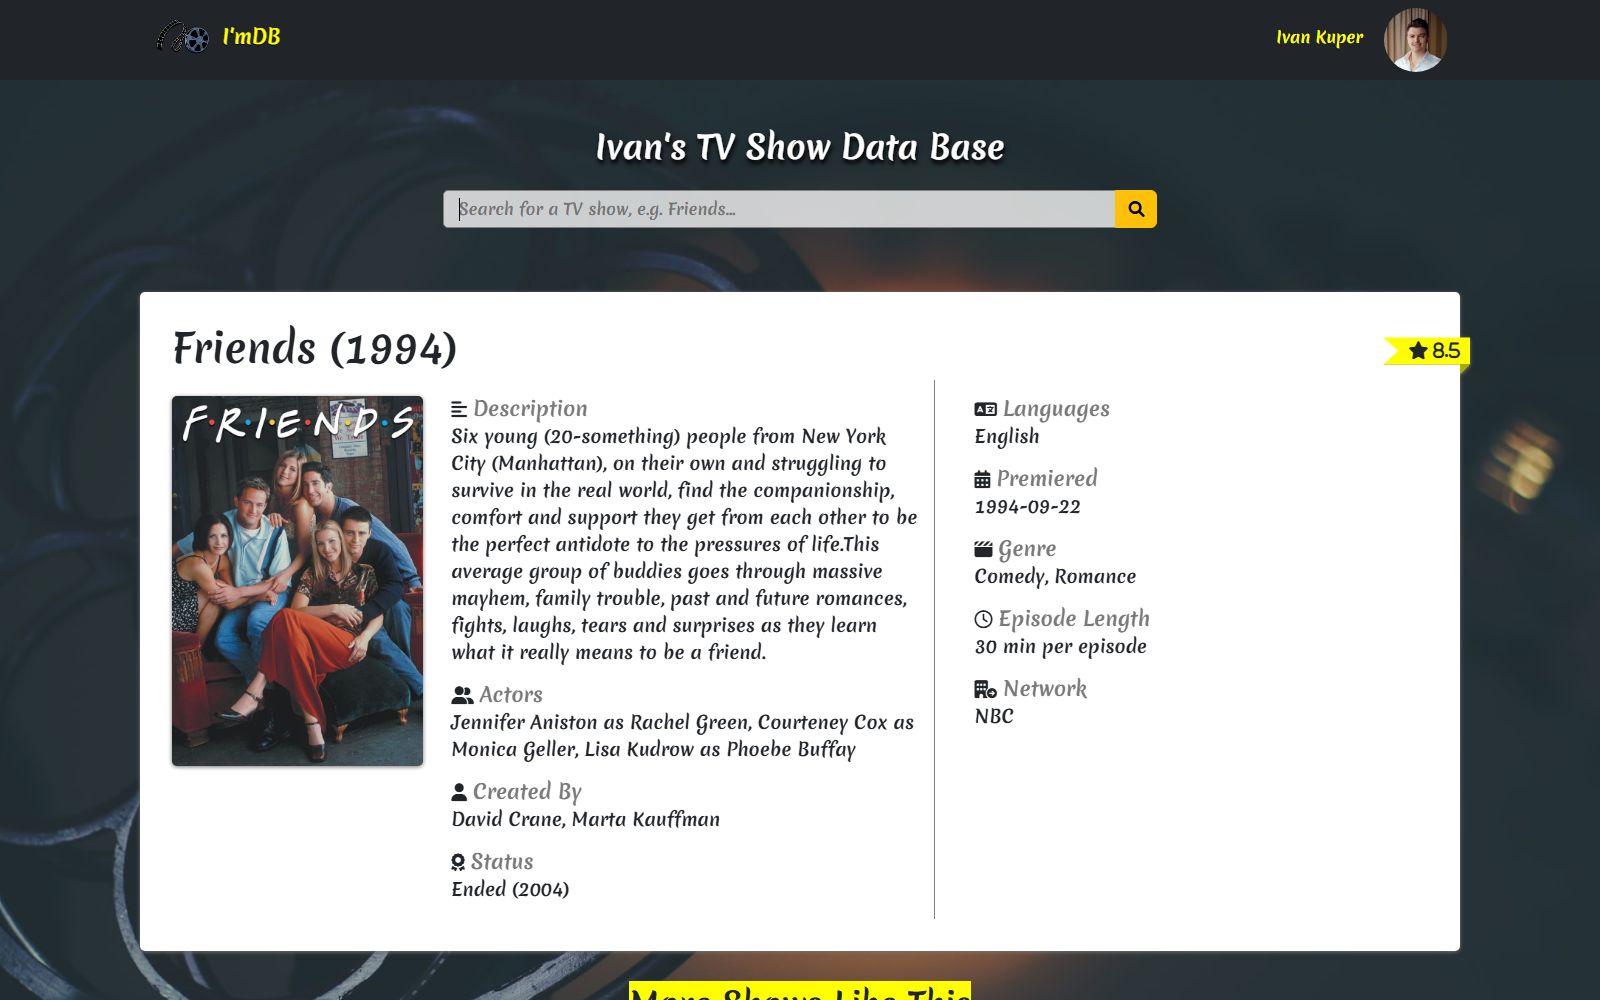 I'mDB
Ivan Kuper
Ivan's TV Show Data Base
Search for a TV show, e.g. Friends...
Friends (1994)
8.5
F·R·I·E·N·D·S
Description
Six young (20-something) people from New York
City (Manhattan), on their own and struggling to
survive in the real world, find the companionship,
comfort and support they get from each other to be
the perfect antidote to the pressures of life.This
average group of buddies goes through massive
mayhem, family trouble, past and future romances,
fights, laughs, tears and surprises as they learn
what it really means to be a friend.
Actors
Jennifer Aniston as Rachel Green, Courteney Cox as
Monica Geller, Lisa Kudrow as Phoebe Buffay
Created By
David Crane, Marta Kauffman
Status
Ended (2004)
Languages
English
Premiered
1994-09-22
Genre
Comedy, Romance
Episode Length
30 min per episode
Network
NBC
More Shows Like This